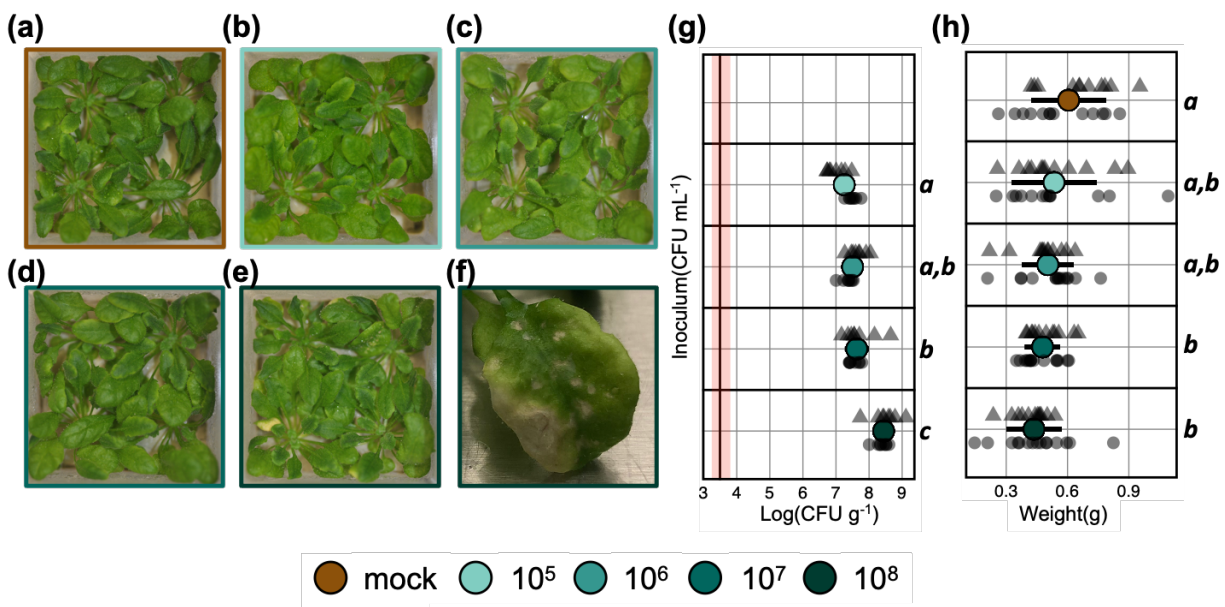 (a)
(b)
(c)
(d)
(e)
(f)
(g)
Inoculum(CFU mL⁻¹)
a
a,b
b
c
3 4 5 6 7 8 9
Log(CFU g⁻¹)
(h)
a
a,b
a,b
b
b
0.3 0.6 0.9
Weight(g)
mock 10⁵ 10⁶ 10⁷ 10⁸